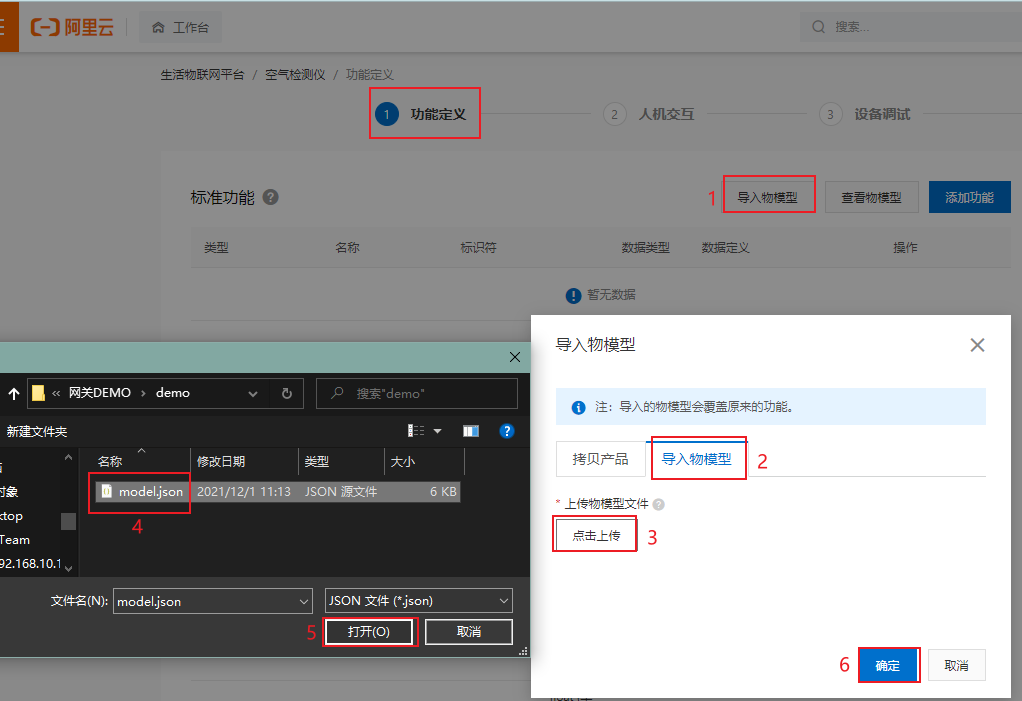 阿里云
工作台
搜索...
生活物联网平台 / 空气检测仪 / 功能定义
1 功能定义
2 人机交互
3 设备调试
标准功能 ?
1 导入物模型 查看物模型 添加功能
类型 名称 标识符 数据类型 数据定义 操作
暂无数据
导入物模型
注：导入的物模型会覆盖原来的功能。
拷贝产品 导入物模型 2
* 上传物模型文件 ?
点击上传 3
6 确定 取消
« 网关DEMO › demo
搜索"demo"
新建文件夹
名称 修改日期 类型 大小
model.json 2021/12/1 11:13 JSON 源文件 6 KB
4
对象
ktop
Team
92.168.10.1
文件名(N): model.json JSON 文件 (*.json)
5 打开(O) 取消